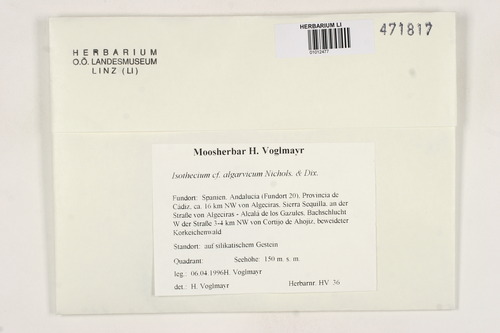 HERBARIUM LI
471817
HERBARIUM
O.Ö. LANDESMUSEUM
LINZ (LI)
Moosherbar H. Voglmayr
Isothecium cf. algarvicum Nichols. & Dix.
Fundort: Spanien, Andalucia (Fundort 20), Provincia de
Cadiz, ca. 16 km NW von Algeciras, Sierra Sequilla, an der
Straße von Algeciras - Alcala de los Gazules, Bachschlucht
W der Straße 3-4 km NW von Cortijo de Ahojiz, beweideter
Korkeichenwald
Standort: auf silikatischem Gestein
Quadrant: Seehöhe: 150 m. s. m.
leg.: 06.04.1996H. Voglmayr
det.: H. Voglmayr Herbarnr. HV 36